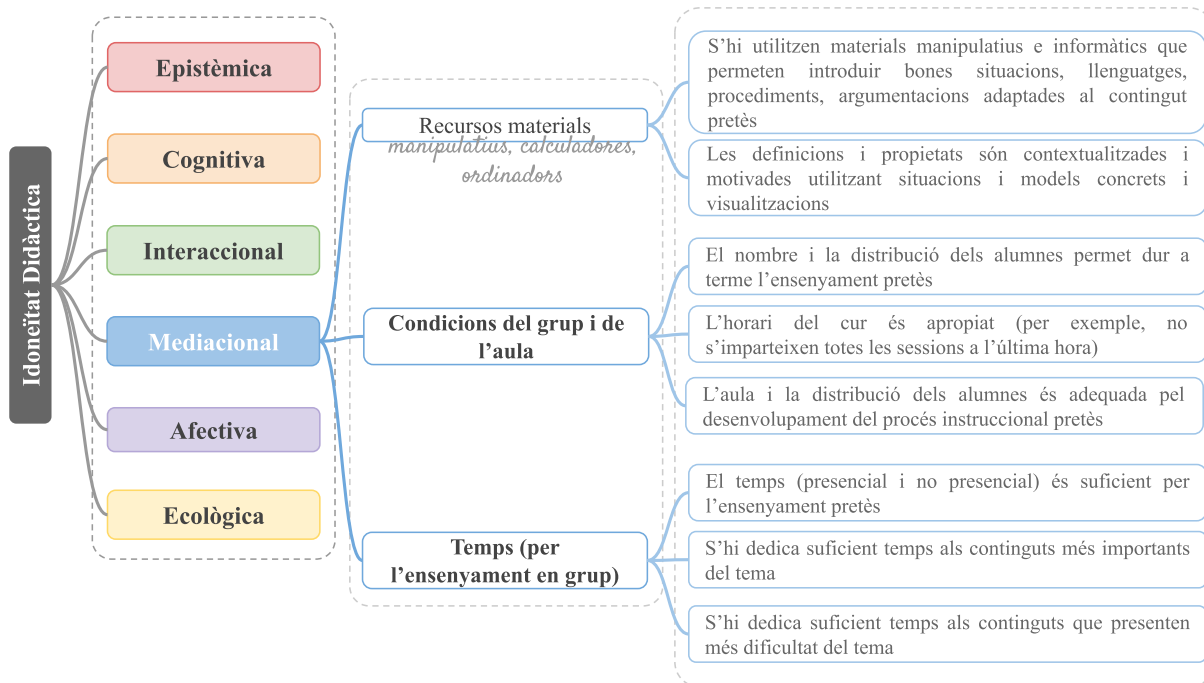 Idoneïtat Didàctica
Epistèmica
Cognitiva
Interaccional
Mediacional
Afectiva
Ecològica
Recursos materials
manipulatius, calculadores,
ordinadors
Condicions del grup i de
l’aula
Temps (per
l’ensenyament en grup)
S’hi utilitzen materials manipulatius e informàtics que
permeten introduir bones situacions, llenguatges,
procediments, argumentacions adaptades al contingut
pretès
Les definicions i propietats són contextualitzades i
motivades utilitzant situacions i models concrets i
visualitzacions
El nombre i la distribució dels alumnes permet dur a
terme l’ensenyament pretès
L’horari del cur és apropiat (per exemple, no
s’imparteixen totes les sessions a l’última hora)
L’aula i la distribució dels alumnes és adequada pel
desenvolupament del procés instruccional pretès
El temps (presencial i no presencial) és suficient per
l’ensenyament pretès
S’hi dedica suficient temps als continguts més importants
del tema
S’hi dedica suficient temps als continguts que presenten
més dificultat del tema